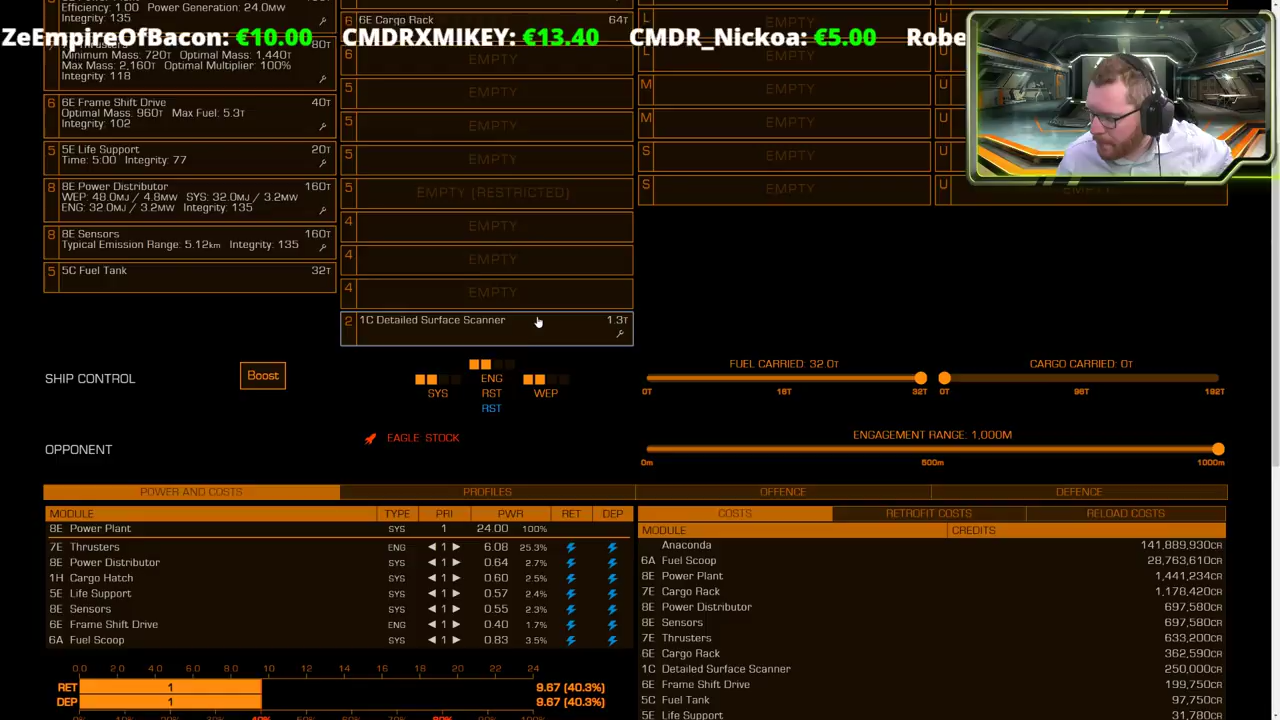 Efficiency: 1.00 Power Generation: 24.0MW
Integrity: 135
6 6E Cargo Rack 64T
ZeEmpireOfBacon: €10.00 CMDRXMIKEY: €13.40 CMDR_Nickoa: €5.00 Robe
Thrusters 80T
Minimum Mass: 720T Optimal Mass: 1,440T
Max Mass: 2,160T Optimal Multiplier: 100%
Integrity: 118
6 EMPTY
5 EMPTY
5 EMPTY
5 EMPTY
5 EMPTY (RESTRICTED)
4 EMPTY
4 EMPTY
4 EMPTY
2 1C Detailed Surface Scanner 1.3T
L
L EMPTY
M EMPTY
M EMPTY
S EMPTY
S EMPTY
U
U
U
U EMPTY
6 6E Frame Shift Drive 40T
Optimal Mass: 960T Max Fuel: 5.3T
Integrity: 102
5 5E Life Support 20T
Time: 5:00 Integrity: 77
8 8E Power Distributor 160T
WEP: 48.0MJ / 4.8MW SYS: 32.0MJ / 3.2MW
ENG: 32.0MJ / 3.2MW Integrity: 135
8 8E Sensors 160T
Typical Emission Range: 5.12km Integrity: 135
5 5C Fuel Tank 32T
SHIP CONTROL
Boost
ENG
SYS RST WEP
RST
FUEL CARRIED: 32.0T
0T 16T 32T
CARGO CARRIED: 0T
0T 96T 192T
OPPONENT
EAGLE STOCK
ENGAGEMENT RANGE: 1,000M
0m 500m 1000m
POWER AND COSTS PROFILES OFFENCE DEFENCE
MODULE TYPE PRI PWR RET DEP
8E Power Plant SYS 1 24.00 100%
7E Thrusters ENG 1 6.08 25.3%
8E Power Distributor SYS 1 0.64 2.7%
1H Cargo Hatch SYS 1 0.60 2.5%
5E Life Support SYS 1 0.57 2.4%
8E Sensors SYS 1 0.55 2.3%
6E Frame Shift Drive ENG 1 0.40 1.7%
6A Fuel Scoop SYS 1 0.83 3.5%
0.0 2.0 4.0 6.0 8.0 10 12 14 16 18 20 22 24
RET 1 9.67 (40.3%)
DEP 1 9.67 (40.3%)
COSTS RETROFIT COSTS RELOAD COSTS
MODULE CREDITS
Anaconda 141,889,930CR
6A Fuel Scoop 28,763,610CR
8E Power Plant 1,441,234CR
7E Cargo Rack 1,178,420CR
8E Power Distributor 697,580CR
8E Sensors 697,580CR
7E Thrusters 633,200CR
6E Cargo Rack 362,590CR
1C Detailed Surface Scanner 250,000CR
6E Frame Shift Drive 199,750CR
5C Fuel Tank 97,750CR
5E Life Support 31,780CR